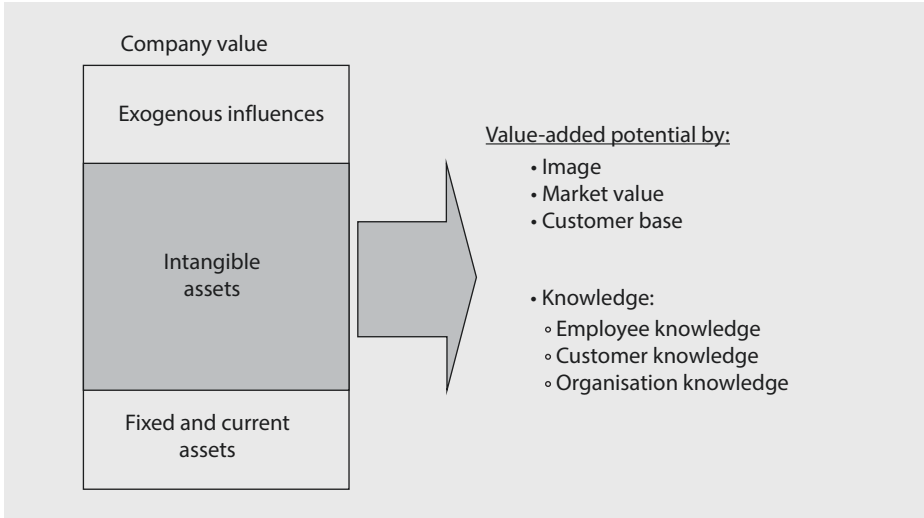 Company value
Exogenous influences
Intangible
assets
Fixed and current
assets
Value-added potential by:
• Image
• Market value
• Customer base
• Knowledge:
∘ Employee knowledge
∘ Customer knowledge
∘ Organisation knowledge